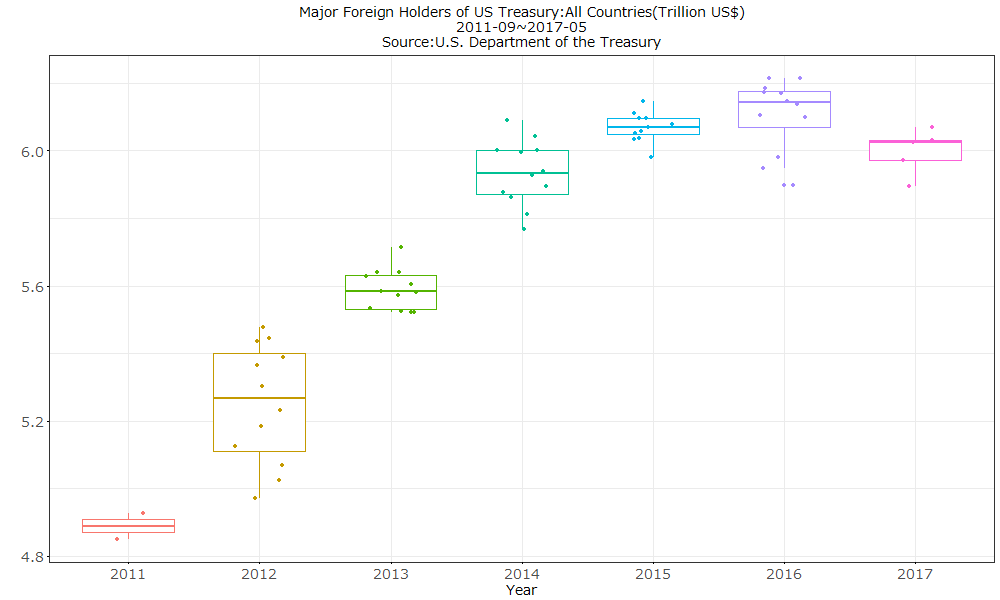 Major Foreign Holders of US Treasury:All Countries(Trillion US$)
2011-09~2017-05
Source:U.S. Department of the Treasury
6.0
5.6
5.2
4.8
2011 2012 2013 2014 2015 2016 2017
Year